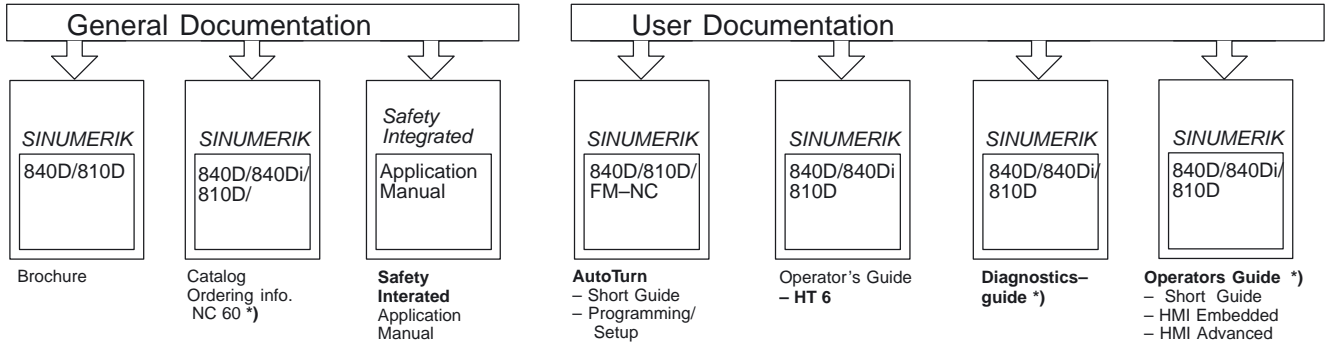 General Documentation
User Documentation
SINUMERIK
840D/810D
Brochure
SINUMERIK
840D/840Di/
810D/
Catalog
Ordering info.
NC 60 *)
Safety
Integrated
Application
Manual
Safety
Interated
Application
Manual
SINUMERIK
840D/810D/
FM–NC
AutoTurn
– Short Guide
– Programming/
Setup
SINUMERIK
840D/840Di
810D
Operator's Guide
– HT 6
SINUMERIK
840D/840Di/
810D
Diagnostics–
guide *)
SINUMERIK
840D/840Di/
810D
Operators Guide *)
– Short Guide
– HMI Embedded
– HMI Advanced